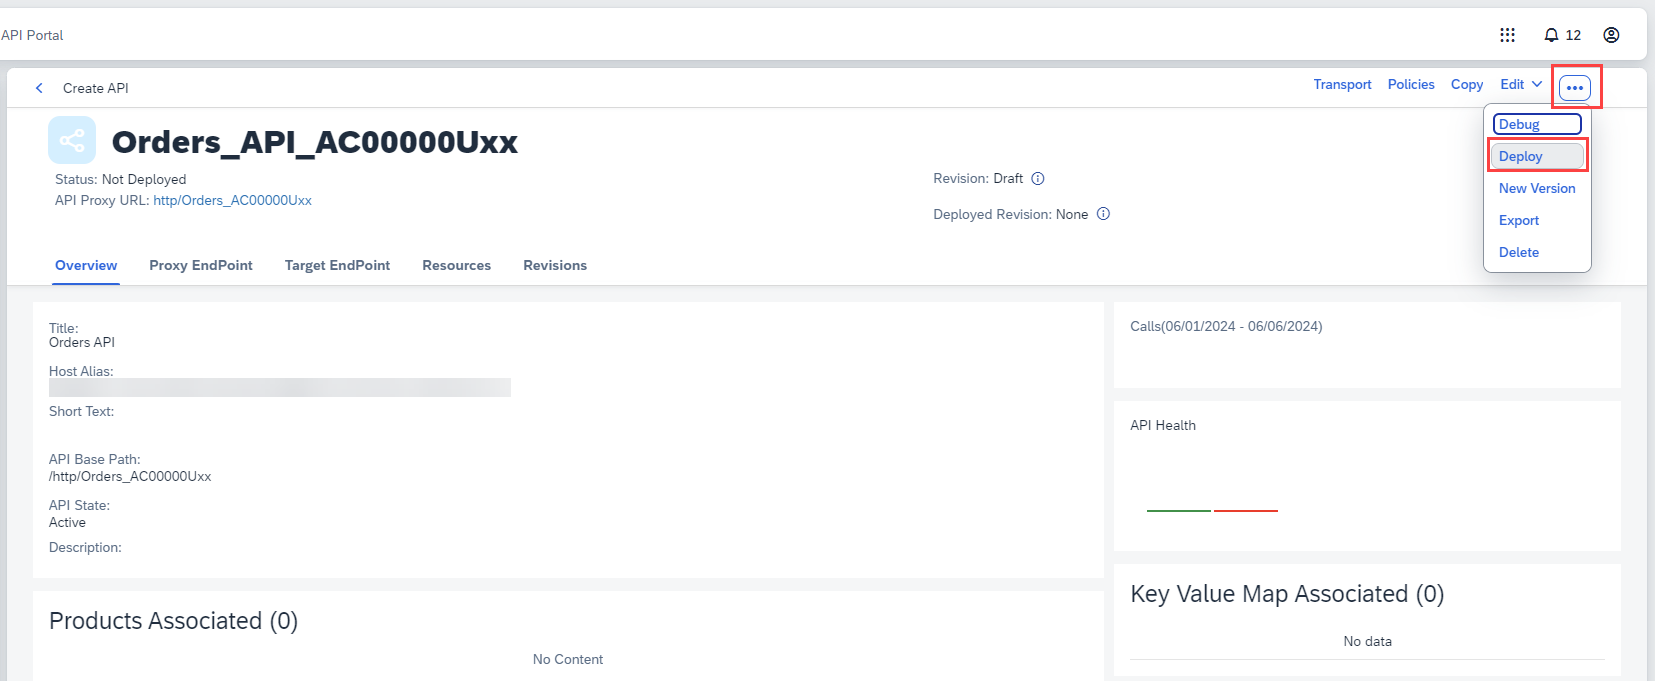 API Portal
12
Create API
Transport Policies Copy Edit
Debug
Deploy
New Version
Export
Delete
Orders_API_AC00000Uxx
Status: Not Deployed
API Proxy URL: http/Orders_AC00000Uxx
Revision: Draft
Deployed Revision: None
Overview Proxy EndPoint Target EndPoint Resources Revisions
Title:
Orders API
Host Alias:
Short Text:
API Base Path:
/http/Orders_AC00000Uxx
API State:
Active
Description:
Calls(06/01/2024 - 06/06/2024)
API Health
Products Associated (0)
No Content
Key Value Map Associated (0)
No data